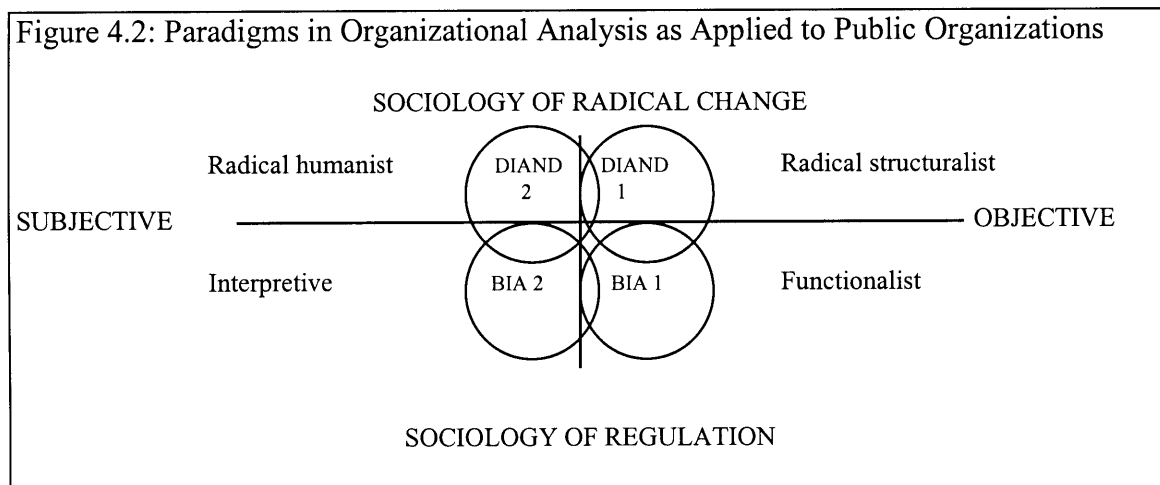 Figure 4.2: Paradigms in Organizational Analysis as Applied to Public Organizations
SOCIOLOGY OF RADICAL CHANGE
Radical humanist
DIAND
2
DIAND
1
Radical structuralist
SUBJECTIVE
OBJECTIVE
Interpretive
BIA 2
BIA 1
Functionalist
SOCIOLOGY OF REGULATION